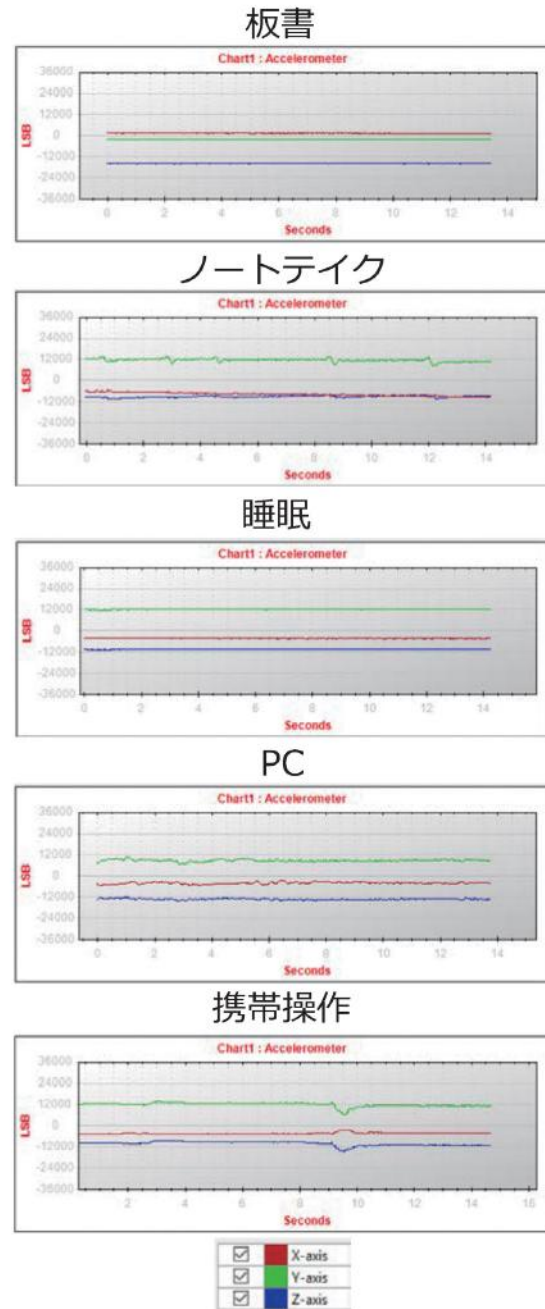 板書
Chart1 : Accelerometer
36000
24000
12000
0
-12000
-24000
-36000
LSB
0 2 4 6 8 10 12 14
Seconds
ノートテイク
Chart1 : Accelerometer
36000
24000
12000
0
-12000
-24000
-36000
LSB
0 2 4 6 8 10 12 14
Seconds
睡眠
Chart1 : Accelerometer
36000
24000
12000
0
-12000
-24000
-36000
LSB
0 2 4 6 8 10 12 14
Seconds
PC
Chart1 : Accelerometer
36000
24000
12000
0
-12000
-24000
-36000
LSB
0 2 4 6 8 10 12 14
Seconds
携帯操作
Chart1 : Accelerometer
36000
24000
12000
0
-12000
-24000
-36000
LSB
2 4 6 8 10 12 14 16
Seconds
X-axis
Y-axis
Z-axis